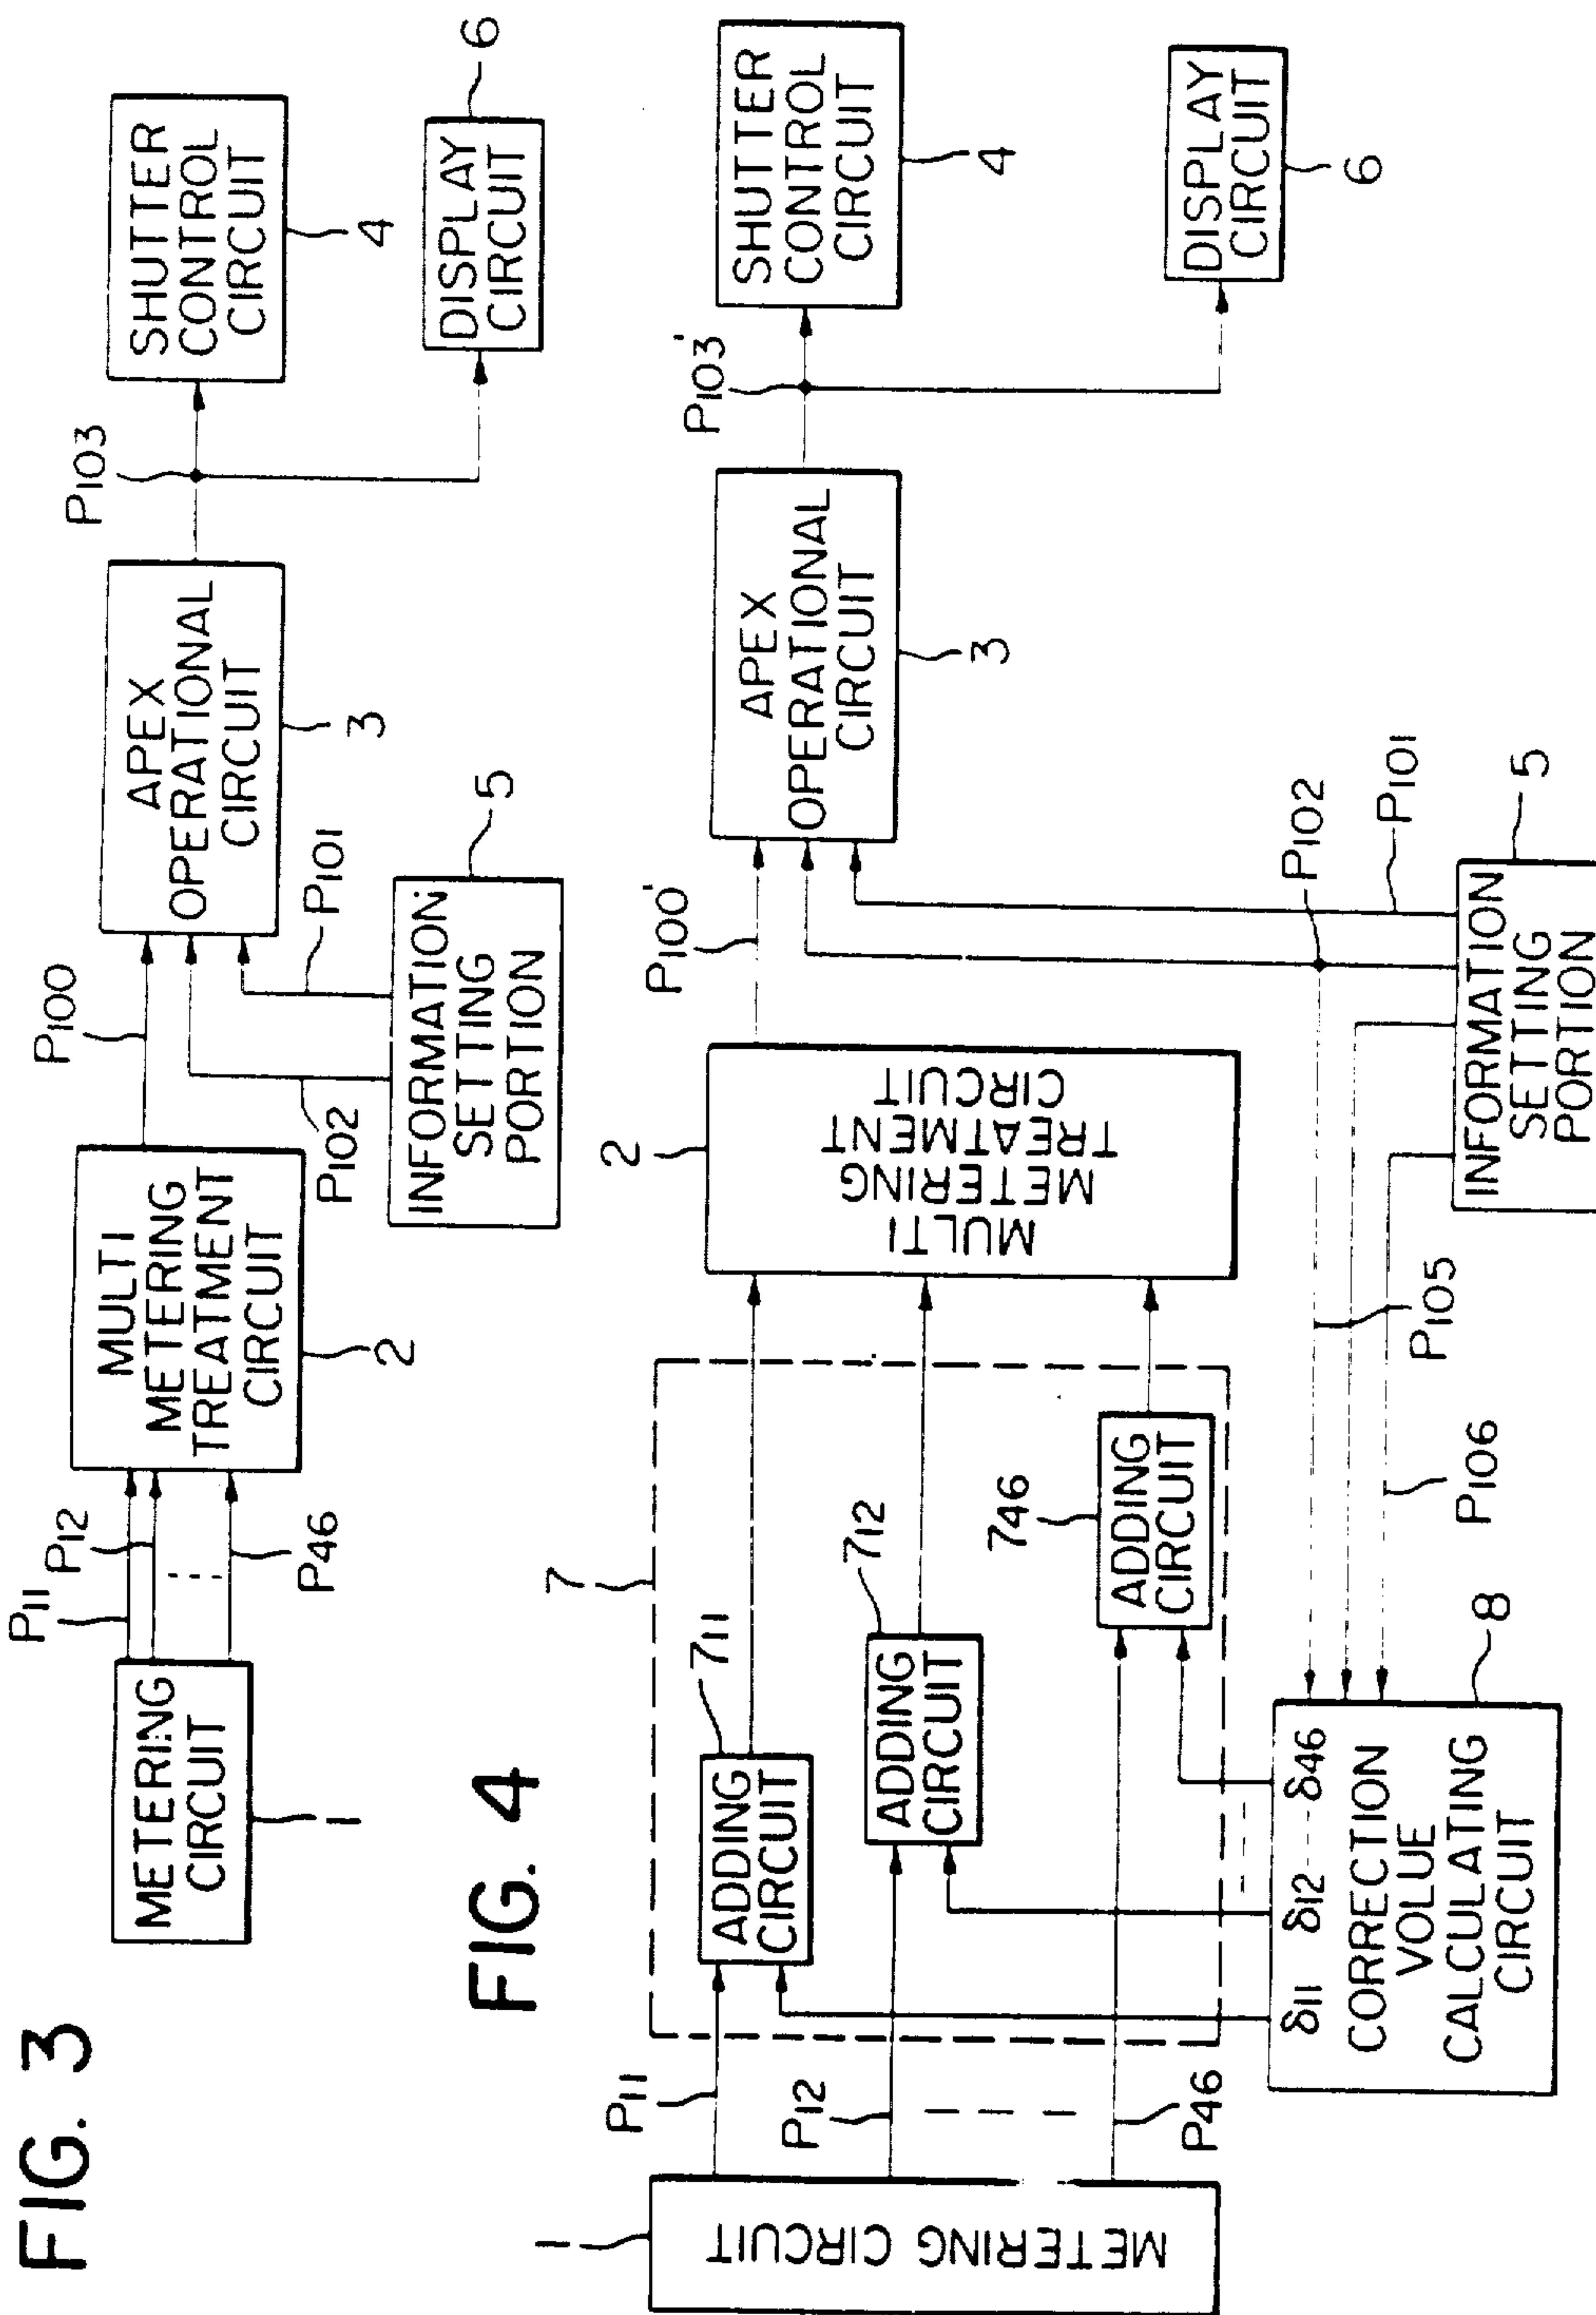 FIG. 3
METERING
CIRCUIT
1
P11
P12
P46
MULTI
METERING
TREATMENT
CIRCUIT
2
P100
P102
P101
INFORMATION
SETTING
PORTION
5
APEX
OPERATIONAL
CIRCUIT
3
P103
SHUTTER
CONTROL
CIRCUIT
4
DISPLAY
CIRCUIT
6
FIG. 4
METERING CIRCUIT
1
P11
P12
P46
7
ADDING
CIRCUIT
711
ADDING
CIRCUIT
712
ADDING
CIRCUIT
746
δ11 δ12 --- δ46
CORRECTION
VOLUE
CALCULATING
CIRCUIT
8
MULTI
METERING
TREATMENT
CIRCUIT
2
P100'
P106
P105
P102
P101
INFORMATION
SETTING
PORTION
5
APEX
OPERATIONAL
CIRCUIT
3
P103'
SHUTTER
CONTROL
CIRCUIT
4
DISPLAY
CIRCUIT
6